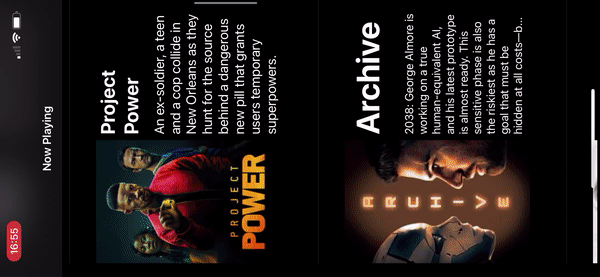 16:55
Now Playing
PROJECT
POWER
Project
Power
An ex-soldier, a teen
and a cop collide in
New Orleans as they
hunt for the source
behind a dangerous
new pill that grants
users temporary
superpowers.
ARCHIVE
Archive
2038: George Almore is
working on a true
human-equivalent AI,
and his latest prototype
is almost ready. This
sensitive phase is also
the riskiest as he has a
goal that must be
hidden at all costs—b...